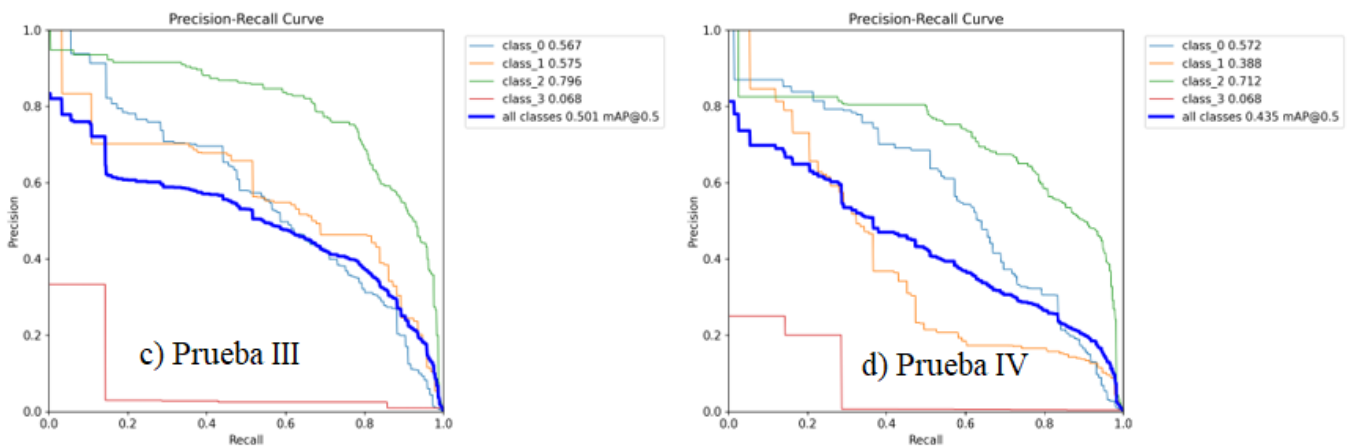 Precision-Recall Curve
1.0
0.8
0.6
0.4
0.2
0.0
Precision
0.0 0.2 0.4 0.6 0.8 1.0
Recall
class_0 0.567
class_1 0.575
class_2 0.796
class_3 0.068
all classes 0.501 mAP@0.5
c) Prueba III
Precision-Recall Curve
1.0
0.8
0.6
0.4
0.2
0.0
Precision
0.0 0.2 0.4 0.6 0.8 1.0
Recall
class_0 0.572
class_1 0.388
class_2 0.712
class_3 0.068
all classes 0.435 mAP@0.5
d) Prueba IV